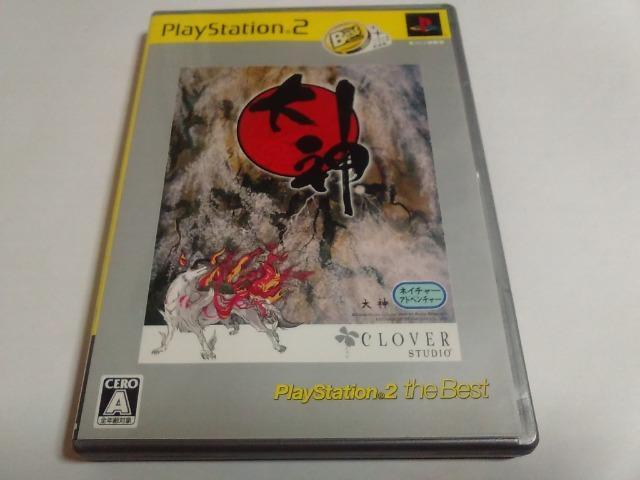 PlayStation®2
the Best
大神
大神
ネイチャー
アドベンチャー
CLOVER
STUDIO
PlayStation®2 the Best
CERO
A
全年齢対象